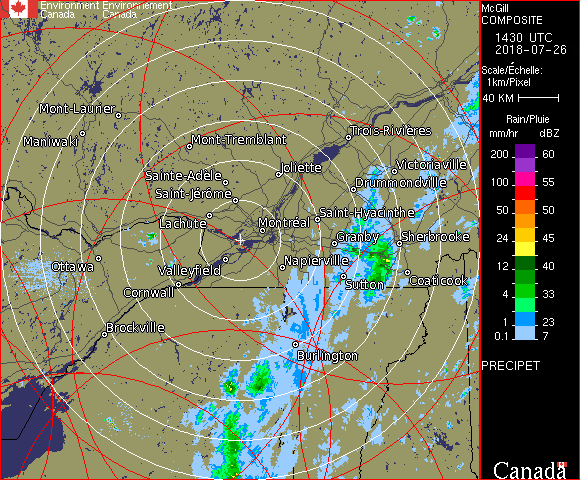 Environment Environnement
Canada Canada
McGill
COMPOSITE
1430 UTC
2018-07-26
Scale/Échelle:
1km/Pixel
40 KM
Rain/Pluie
mm/hr dBZ
200 60
100 55
50 50
24 45
12 40
4 33
1 23
0.1 7
PRECIPET
Canada
Mont-Laurier
Maniwaki
Mont-Tremblant
Trois-Rivières
Joliette
Victoriaville
Sainte-Adèle
Drummondville
Saint-Jérôme
Lachute
Saint-Hyacinthe
Montréal
Granby
Sherbrooke
Ottawa
Valleyfield
Napierville
Coaticook
Sutton
Cornwall
Brockville
Burlington